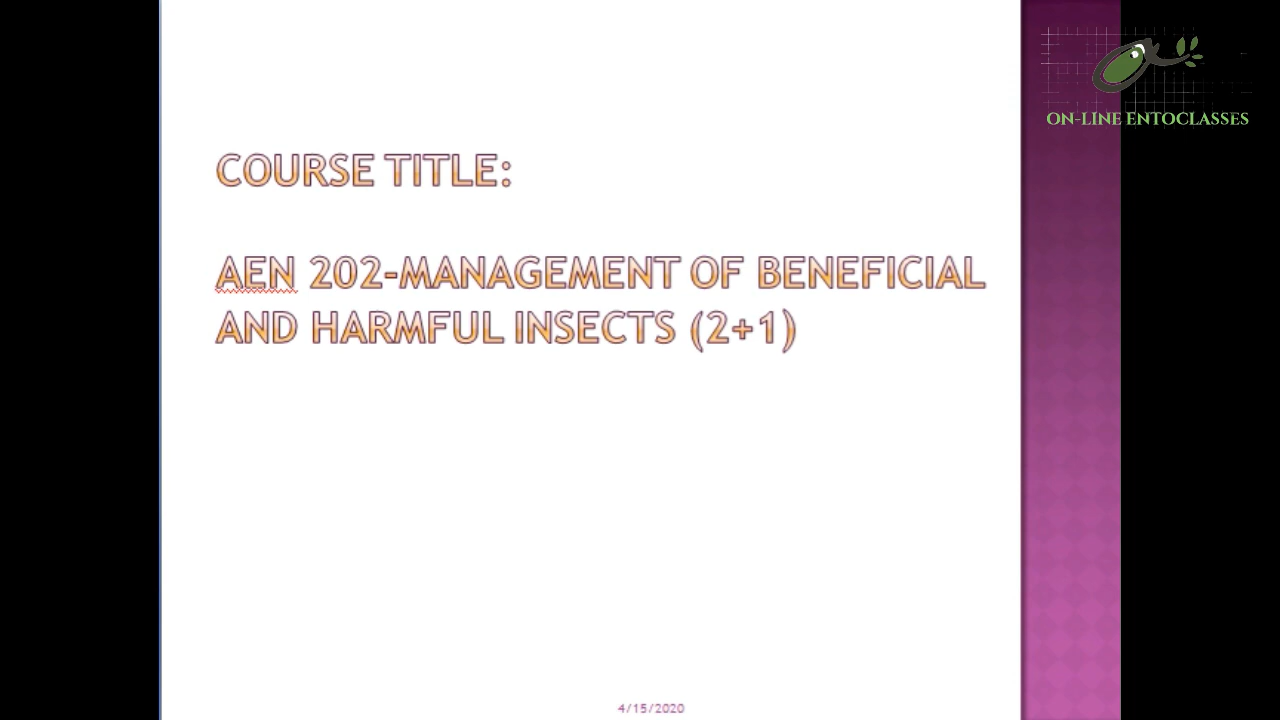 ON-LINE ENTOCLASSES
COURSE TITLE:
AEN 202-MANAGEMENT OF BENEFICIAL
AND HARMFUL INSECTS (2+1)
4/15/2020